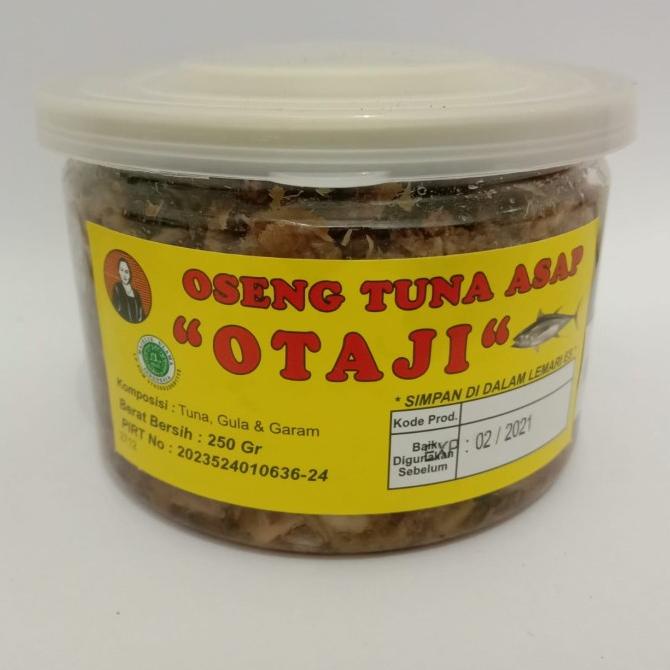 OSENG TUNA ASAP
"OTAJI"
* SIMPAN DI DALAM LEMARI ES *
Komposisi : Tuna, Gula & Garam
Berat Bersih : 250 Gr
PIRT No : 2023524010636-24
2712
Kode Prod.
Baik
Digunakan
Sebelum
EXP : 02 / 2021